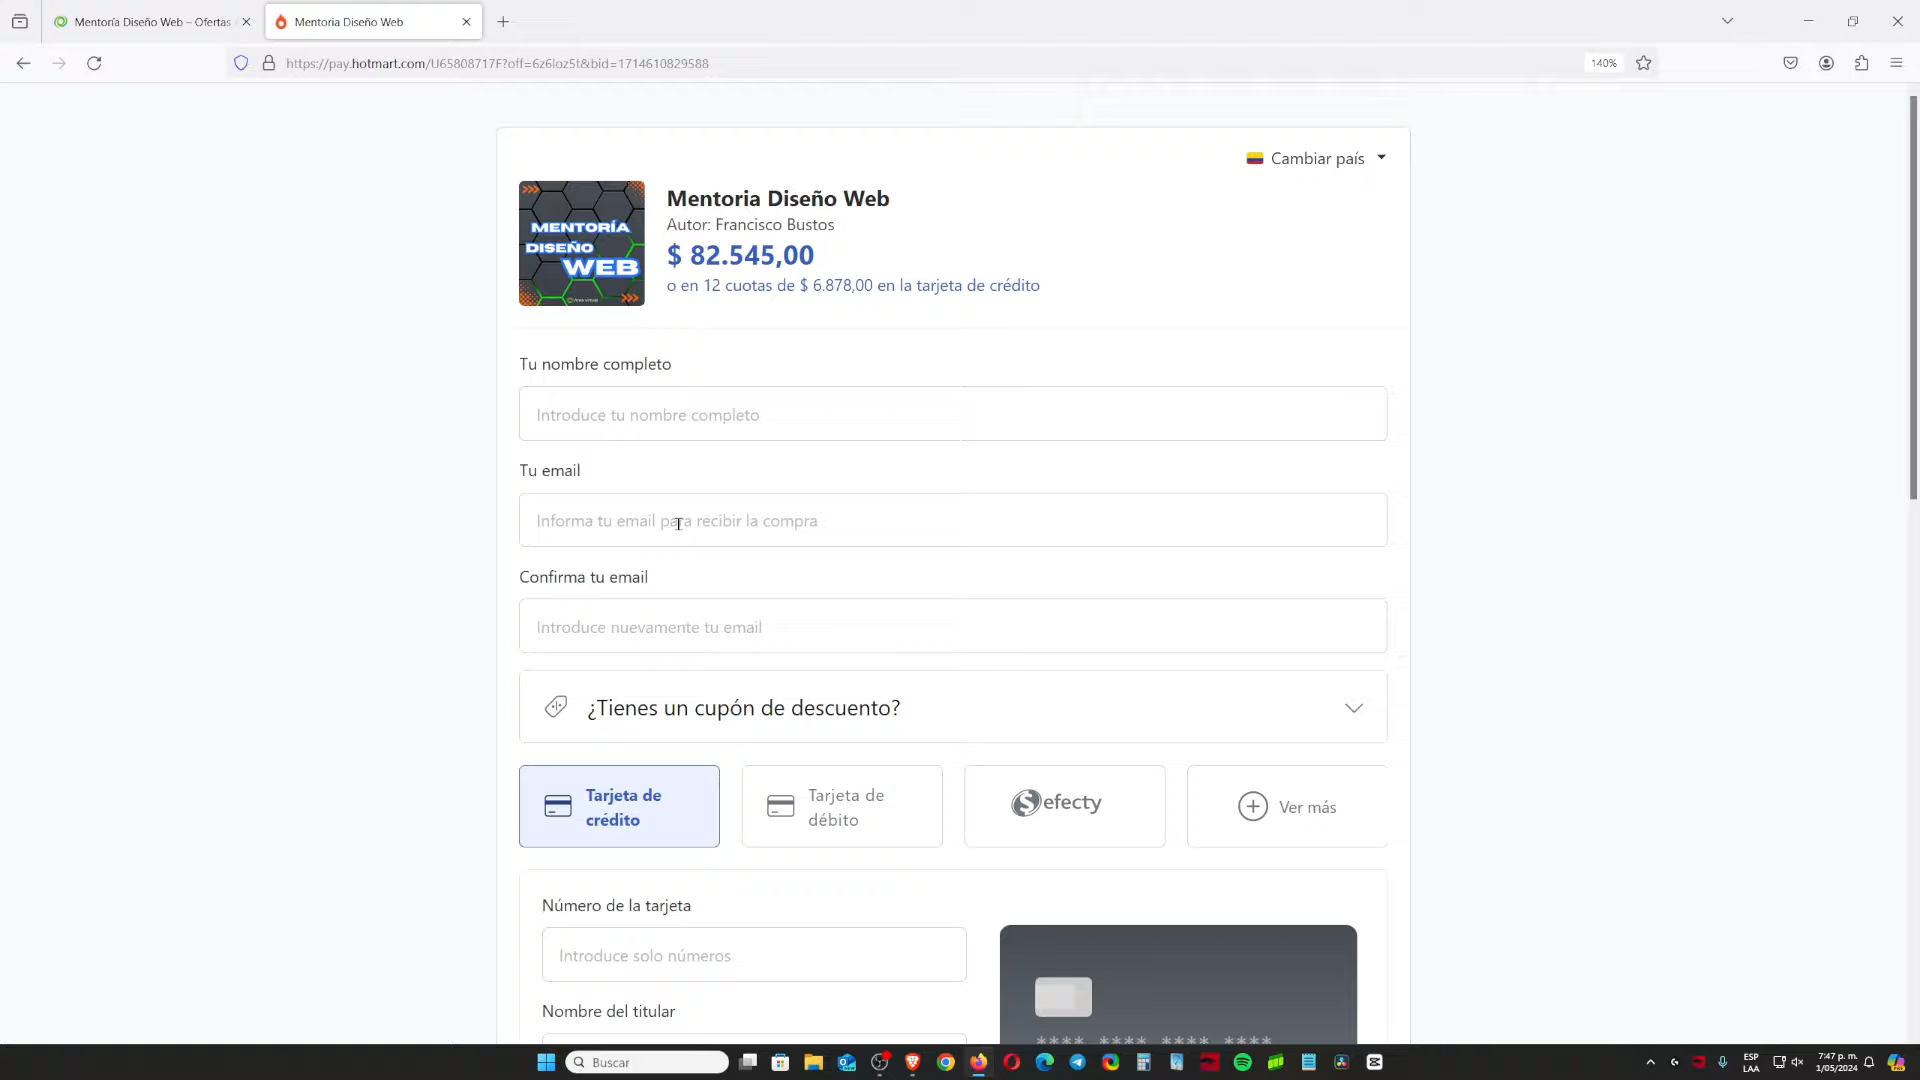 Mentoría Diseño Web – Ofertas
Mentoria Diseño Web
https://pay.hotmart.com/U65808717F?off=6z6loz5t&bid=1714610829588
140%
Cambiar país
MENTORÍA
DISEÑO
WEB
Mentoria Diseño Web
Autor: Francisco Bustos
$ 82.545,00
o en 12 cuotas de $ 6.878,00 en la tarjeta de crédito
Tu nombre completo
Introduce tu nombre completo
Tu email
Informa tu email para recibir la compra
Confirma tu email
Introduce nuevamente tu email
¿Tienes un cupón de descuento?
Tarjeta de
crédito
Tarjeta de
débito
efecty
Ver más
Número de la tarjeta
Introduce solo números
Nombre del titular
**** **** **** ****
Buscar
ESP
LAA
7:47 p. m.
1/05/2024